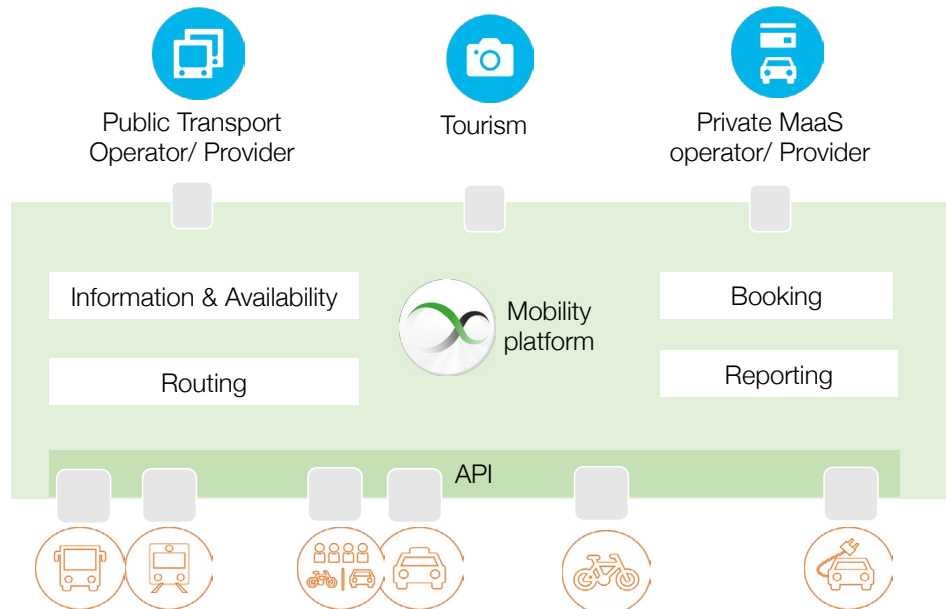 Public Transport
Operator/ Provider
Tourism
Private MaaS
operator/ Provider
Information & Availability
Mobility
platform
Booking
Routing
Reporting
API